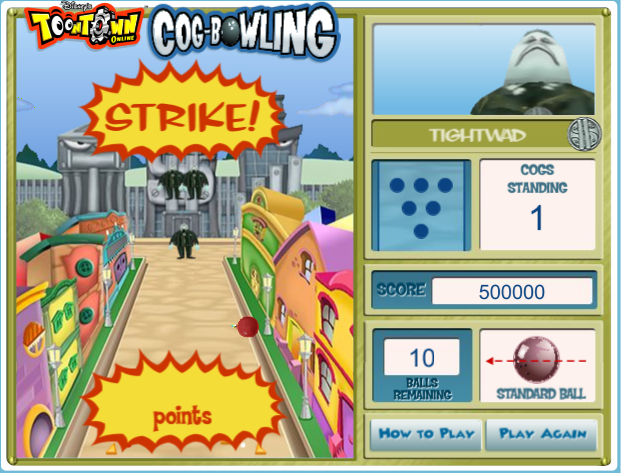 Disney's
TOONTOWN
ONLINE
COG-BOWLING
STRIKE!
TIGHTWAD
COGS
STANDING
1
SCORE 500000
10
BALLS
REMAINING
STANDARD BALL
points
HOW TO PLAY
PLAY AGAIN